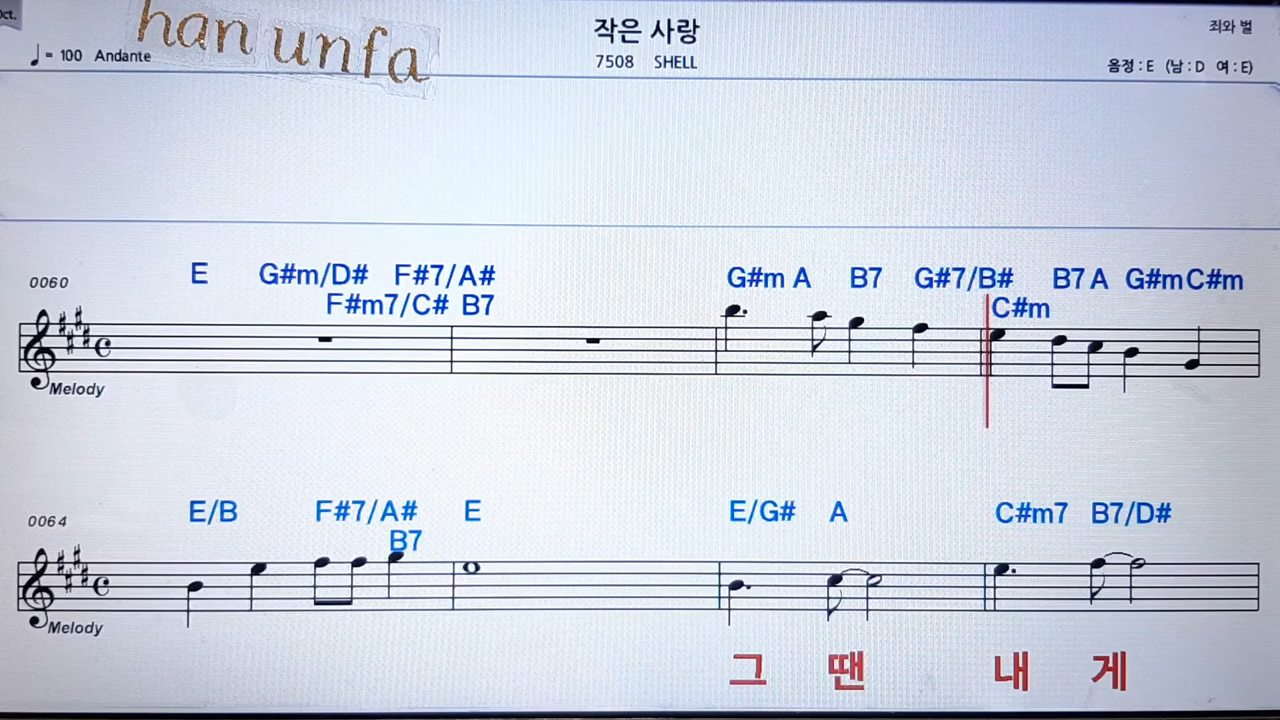 Oct.
han unfa
작은 사랑
죄와 벌
♩= 100 Andante
7508 SHELL
음정 : E (남 : D 여 : E)
0060 E G#m/D# F#7/A# G#m A B7 G#7/B# B7 A G#m C#m
F#m7/C# B7 C#m
Melody
0064 E/B F#7/A# E E/G# A C#m7 B7/D#
B7
Melody
그 땐 내 게